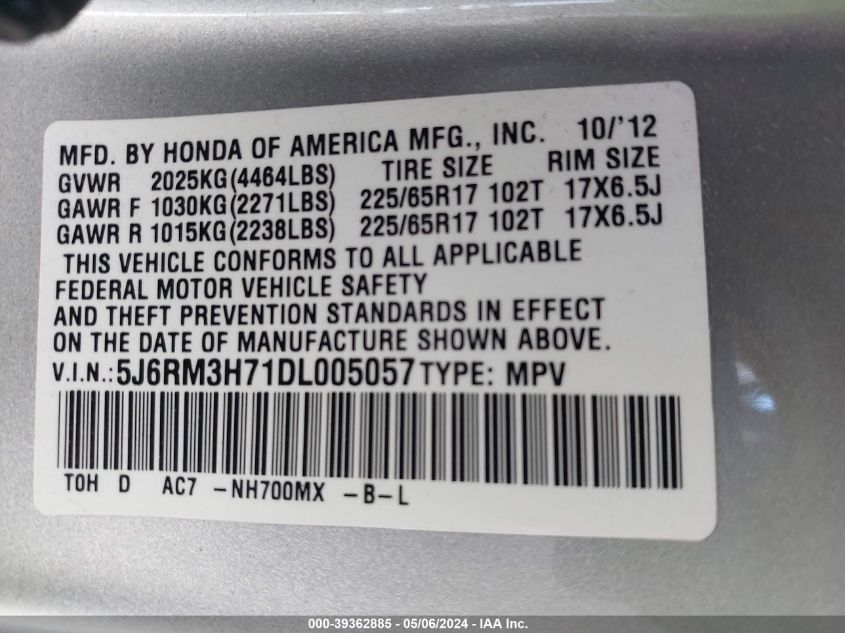 MFD. BY HONDA OF AMERICA MFG., INC. 10/'12
GVWR 2025KG(4464LBS) TIRE SIZE RIM SIZE
GAWR F 1030KG(2271LBS) 225/65R17 102T 17X6.5J
GAWR R 1015KG(2238LBS) 225/65R17 102T 17X6.5J
THIS VEHICLE CONFORMS TO ALL APPLICABLE
FEDERAL MOTOR VEHICLE SAFETY
AND THEFT PREVENTION STANDARDS IN EFFECT
ON THE DATE OF MANUFACTURE SHOWN ABOVE.
V.I.N.:5J6RM3H71DL005057 TYPE: MPV
T0H D AC7 -NH700MX -B-L
000-39362885 - 05/06/2024 - IAA Inc.